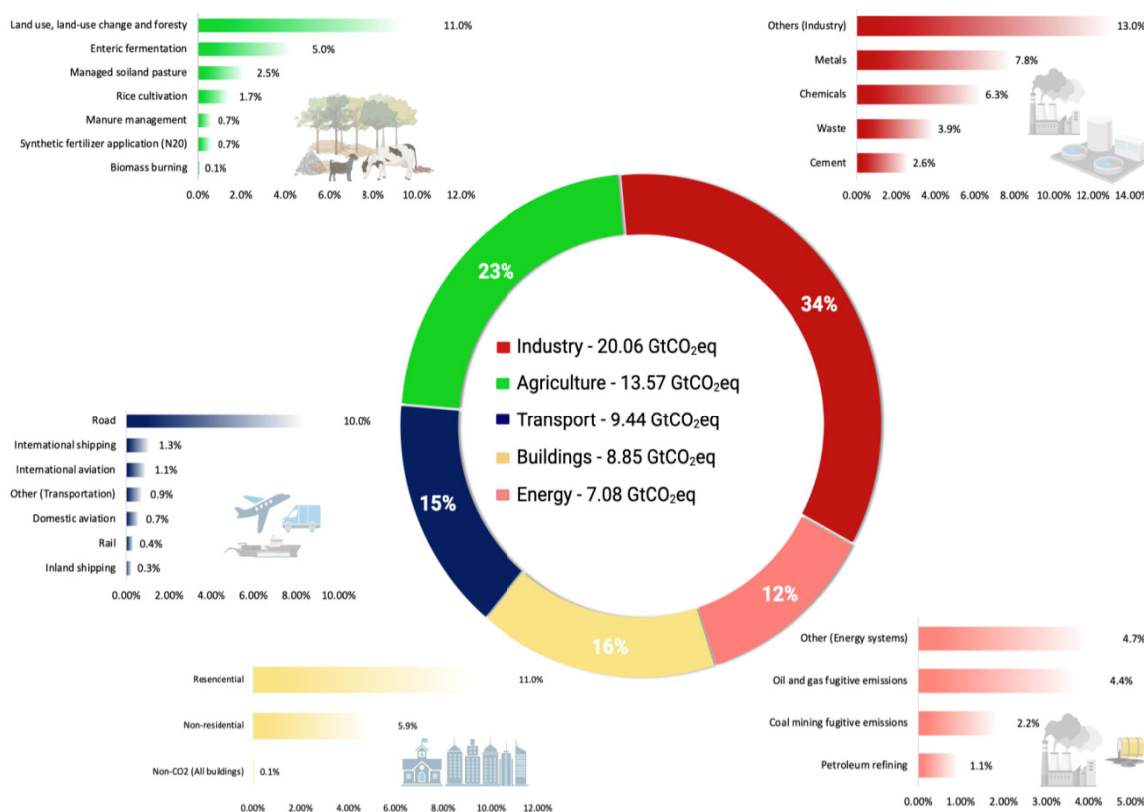 Land use, land-use change and foresty
11.0%
Enteric fermentation
5.0%
Managed soiland pasture
2.5%
Rice cultivation
1.7%
Manure management
0.7%
Synthetic fertilizer application (N20)
0.7%
Biomass burning
0.1%
0.0% 2.0% 4.0% 6.0% 8.0% 10.0% 12.0%
Others (Industry)
13.0%
Metals
7.8%
Chemicals
6.3%
Waste
3.9%
Cement
2.6%
0.00% 2.00% 4.00% 6.00% 8.00% 10.00% 12.00% 14.00%
23%
34%
15%
16%
12%
Industry - 20.06 GtCO₂eq
Agriculture - 13.57 GtCO₂eq
Transport - 9.44 GtCO₂eq
Buildings - 8.85 GtCO₂eq
Energy - 7.08 GtCO₂eq
Road
10.0%
International shipping
1.3%
International aviation
1.1%
Other (Transportation)
0.9%
Domestic aviation
0.7%
Rail
0.4%
Inland shipping
0.3%
0.00% 2.00% 4.00% 6.00% 8.00% 10.00%
Resendential
11.0%
Non-residential
5.9%
Non-CO2 (All buildings)
0.1%
0.00% 2.00% 4.00% 6.00% 8.00% 10.00% 12.00%
Other (Energy systems)
4.7%
Oil and gas fugitive emissions
4.4%
Coal mining fugitive emissions
2.2%
Petroleum refining
1.1%
0.00% 1.00% 2.00% 3.00% 4.00% 5.00%